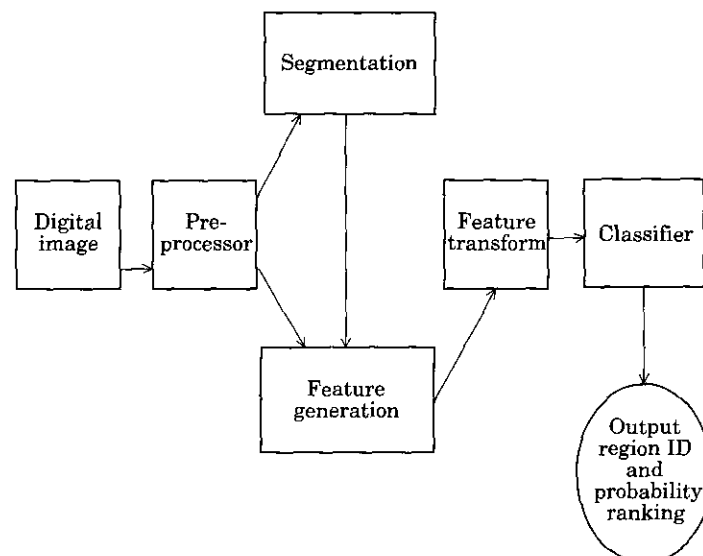 Segmentation
Digital
image
Pre-
processor
Feature
transform
Classifier
Feature
generation
Output
region ID
and
probability
ranking